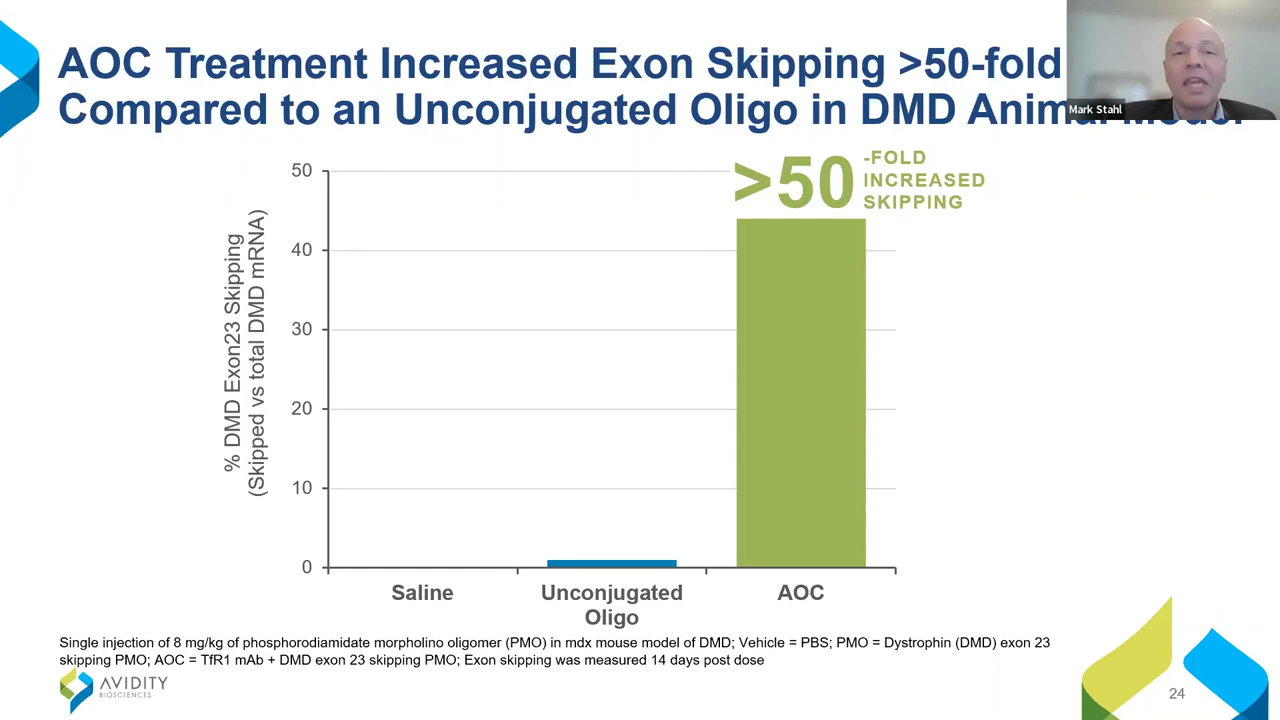 AOC Treatment Increased Exon Skipping >50-fold
Compared to an Unconjugated Oligo in DMD Animal Model
Mark Stahl
>50
-FOLD
INCREASED
SKIPPING
% DMD Exon23 Skipping
(Skipped vs total DMD mRNA)
50
40
30
20
10
0
Saline
Unconjugated
Oligo
AOC
Single injection of 8 mg/kg of phosphorodiamidate morpholino oligomer (PMO) in mdx mouse model of DMD; Vehicle = PBS; PMO = Dystrophin (DMD) exon 23
skipping PMO; AOC = TfR1 mAb + DMD exon 23 skipping PMO; Exon skipping was measured 14 days post dose
AVIDITY
BIOSCIENCES
24